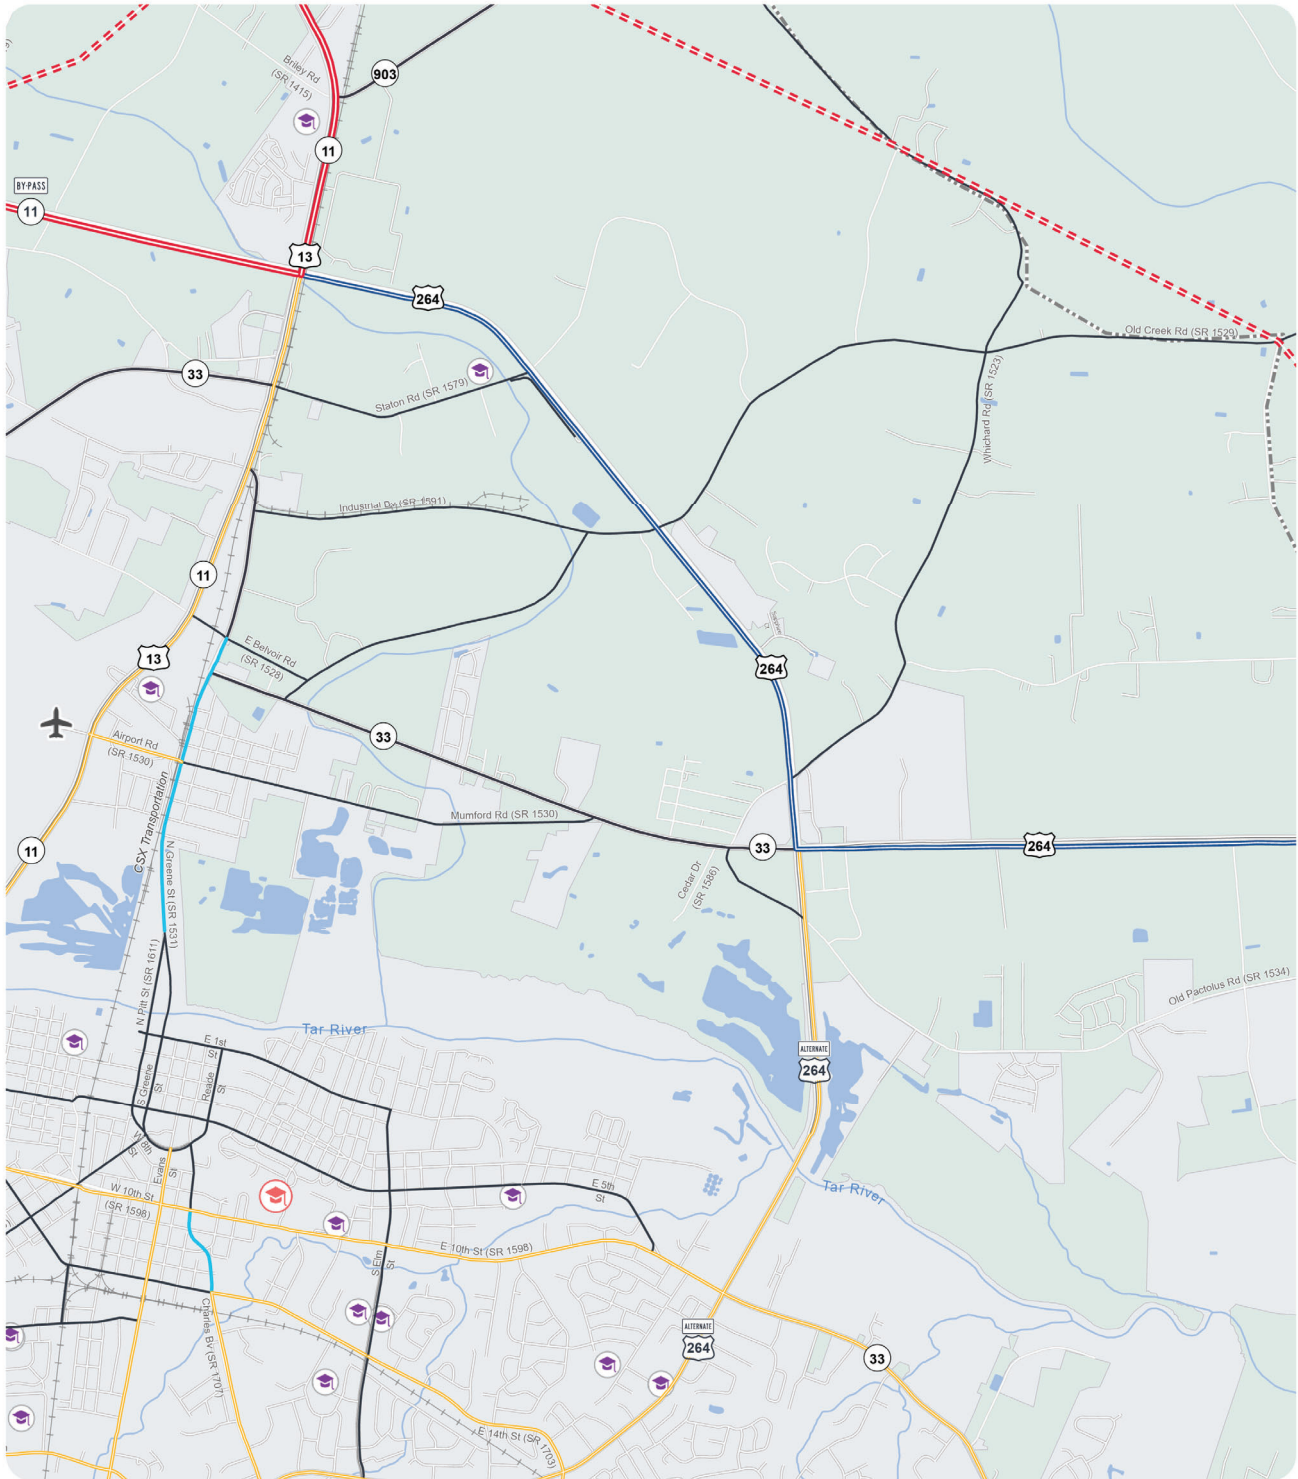 Briley Rd
(SR 1415)
903
11
BY-PASS
11
13
264
Old Creek Rd (SR 1529)
33
Staton Rd (SR 1579)
Whichard Rd (SR 1523)
Industrial Dr (SR 1591)
11
E Belvoir Rd
(SR 1528)
13
264
33
Airport Rd
(SR 1530)
CSX Transportation
Mumford Rd (SR 1530)
33
264
11
N Greene St (SR 1531)
Cedar Dr
(SR 1586)
N Pitt St (SR 1611)
Old Pactolus Rd (SR 1534)
Tar River
E 1st
St
ALTERNATE
264
S Greene
St
Reade
St
W 8th
St
Evans
St
W 10th St
(SR 1598)
E 5th
St
Tar River
E 10th St (SR 1598)
S Elm
St
Charles Bv (SR 1707)
ALTERNATE
264
33
E 14th St (SR 1703)